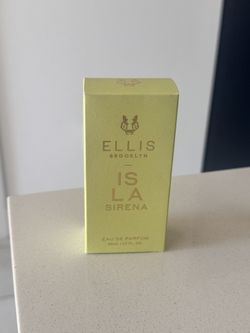 ELLIS
BROOKLYN
—
IS
LA
SIRENA
EAU DE PARFUM